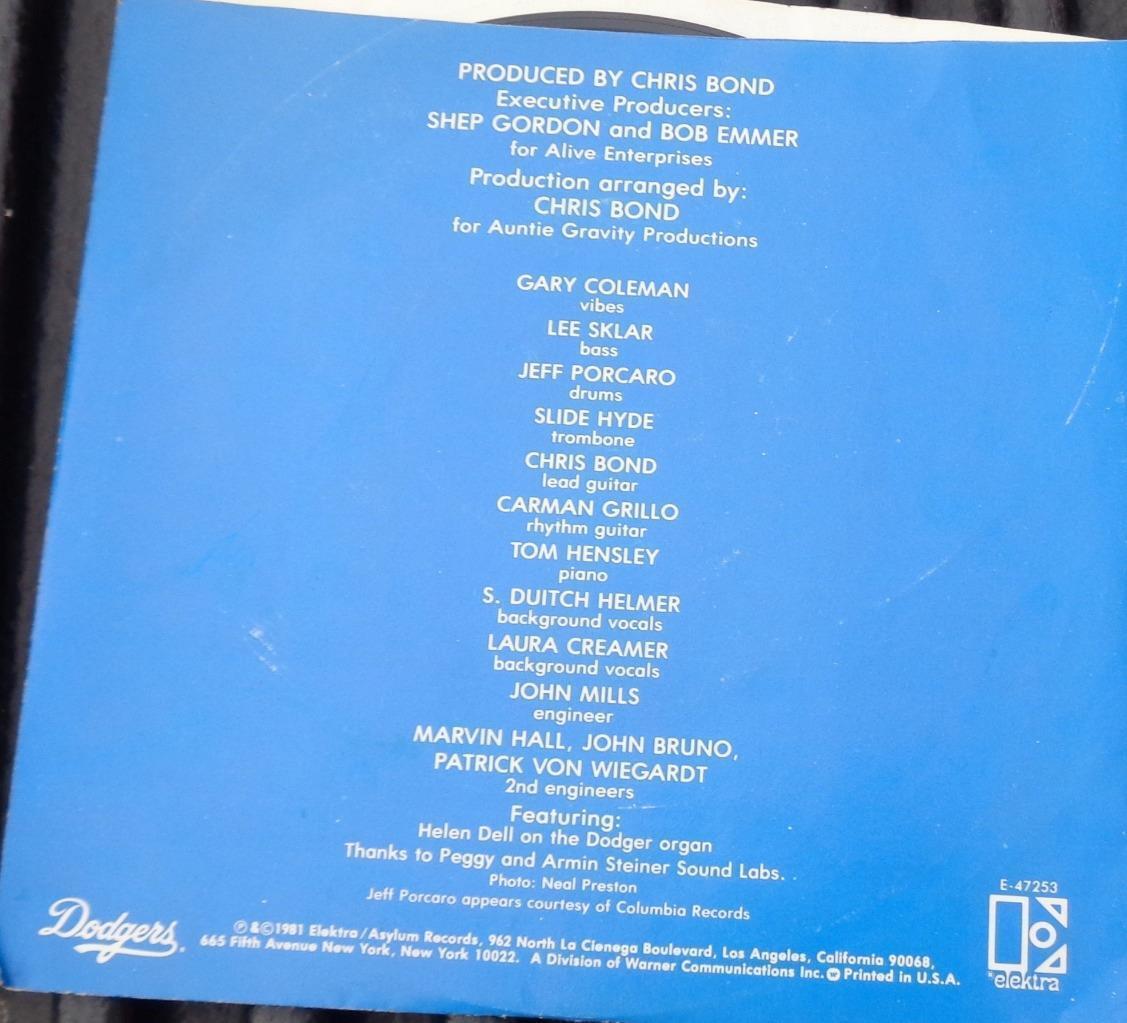 PRODUCED BY CHRIS BOND
Executive Producers:
SHEP GORDON and BOB EMMER
for Alive Enterprises
Production arranged by:
CHRIS BOND
for Auntie Gravity Productions
GARY COLEMAN
vibes
LEE SKLAR
bass
JEFF PORCARO
drums
SLIDE HYDE
trombone
CHRIS BOND
lead guitar
CARMAN GRILLO
rhythm guitar
TOM HENSLEY
piano
S. DUITCH HELMER
background vocals
LAURA CREAMER
background vocals
JOHN MILLS
engineer
MARVIN HALL, JOHN BRUNO,
PATRICK VON WIEGARDT
2nd engineers
Featuring:
Helen Dell on the Dodger organ
Thanks to Peggy and Armin Steiner Sound Labs.
Photo: Neal Preston
Jeff Porcaro appears courtesy of Columbia Records
Dodgers
℗&©1981 Elektra/Asylum Records, 962 North La Cienega Boulevard, Los Angeles, California 90068,
665 Fifth Avenue New York, New York 10022. A Division of Warner Communications Inc. Printed in U.S.A.
E-47253
elektra